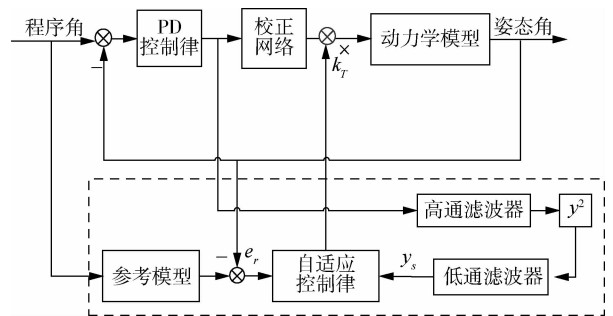 程序角
PD
控制律
校正
网络
×
k_T
动力学模型
姿态角
−
高通滤波器
y²
参考模型
−
e_r
自适应
控制律
y_s
低通滤波器